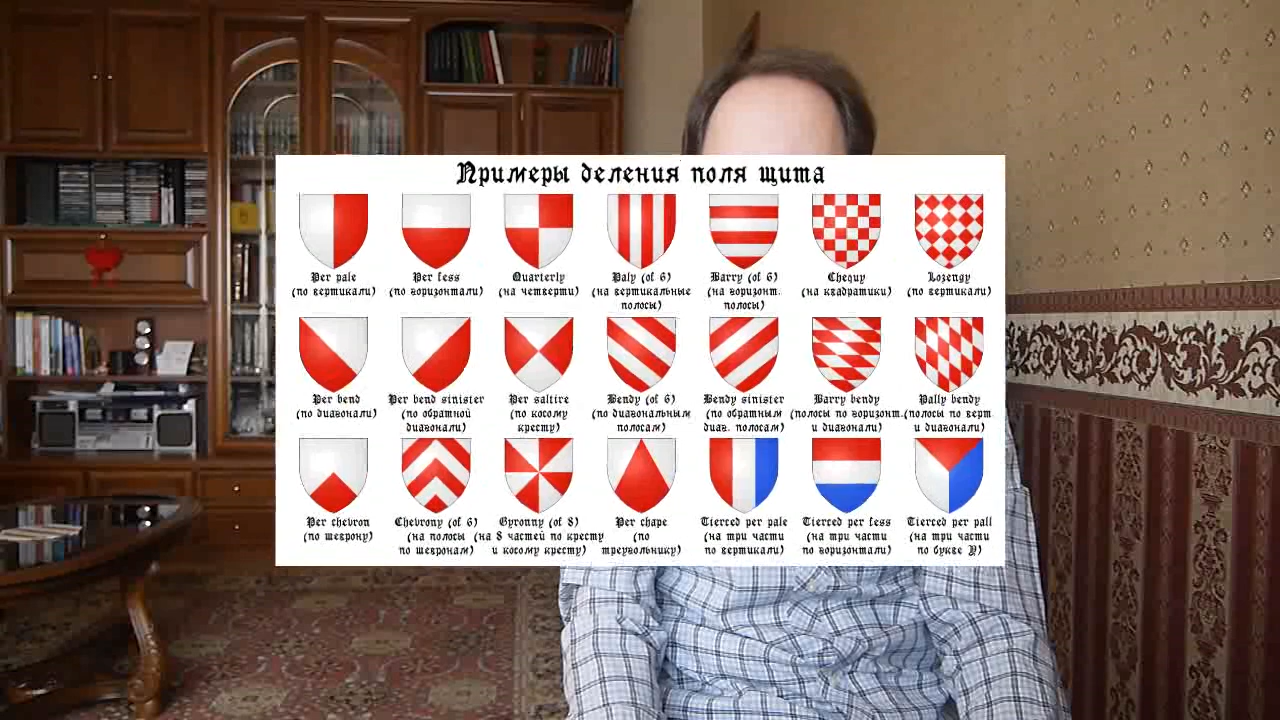 Примеры деления поля щита
Per pale
(по вертикали)
Per fess
(по горизонтали)
Quarterly
(на четверти)
Paly (of 6)
(на вертикальные
полосы)
Barry (of 6)
(на горизонт.
полосы)
Chequy
(на квадратики)
Lozengy
(по вертикали)
Per bend
(по диагонали)
Per bend sinister
(по обратной
диагонали)
Per saltire
(по косому
кресту)
Bendy (of 6)
(по диагональным
полосам)
Bendy sinister
(по обратным
диаг. полосам)
Barry bendy
(полосы по горизонт.
и диагонали)
Pally bendy
(полосы по верт.
и диагонали)
Per chevron
(по шеврону)
Chevrony (of 6)
(на полосы
по шевронам)
Gyronny (of 8)
(на 8 частей по кресту
и косому кресту)
Per chape
(по
треугольнику)
Tierced per pale
(на три части
по вертикали)
Tierced per fess
(на три части
по горизонтали)
Tierced per pall
(на три части
по букве Y)